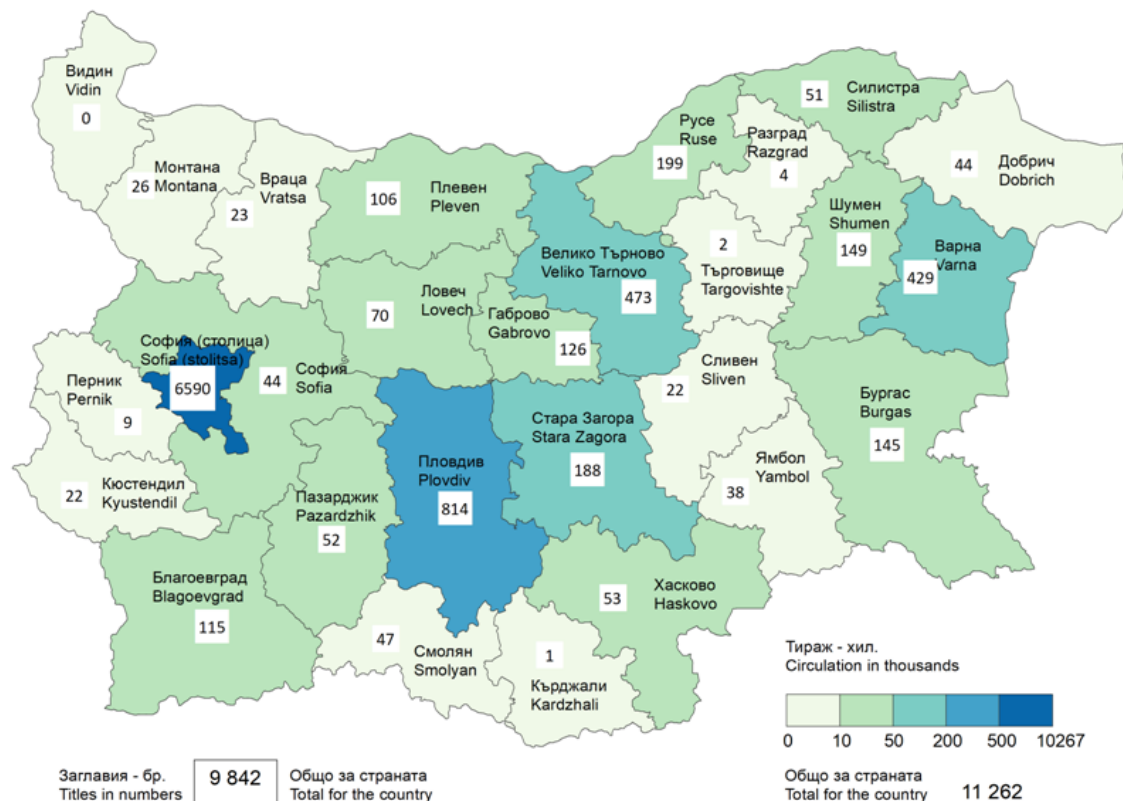 Видин
Vidin
0
Монтана
Montana
26
Враца
Vratsa
23
Плевен
Pleven
106
Велико Търново
Veliko Tarnovo
473
Русе
Ruse
199
Разград
Razgrad
4
Силистра
Silistra
51
Добрич
Dobrich
44
Шумен
Shumen
149
Варна
Varna
429
Търговище
Targovishte
2
Ловеч
Lovech
70
Габрово
Gabrovo
126
София (столица)
Sofia (stolitsa)
6590
София
Sofia
44
Перник
Pernik
9
Кюстендил
Kyustendil
22
Благоевград
Blagoevgrad
115
Пазарджик
Pazardzhik
52
Пловдив
Plovdiv
814
Стара Загора
Stara Zagora
188
Сливен
Sliven
22
Ямбол
Yambol
38
Бургас
Burgas
145
Хасково
Haskovo
53
Смолян
Smolyan
47
Кърджали
Kardzhali
1
Тираж - хил.
Circulation in thousands
0 10 50 200 500 10267
Заглавия - бр.
Titles in numbers
9 842
Общо за страната
Total for the country
Общо за страната
Total for the country
11 262